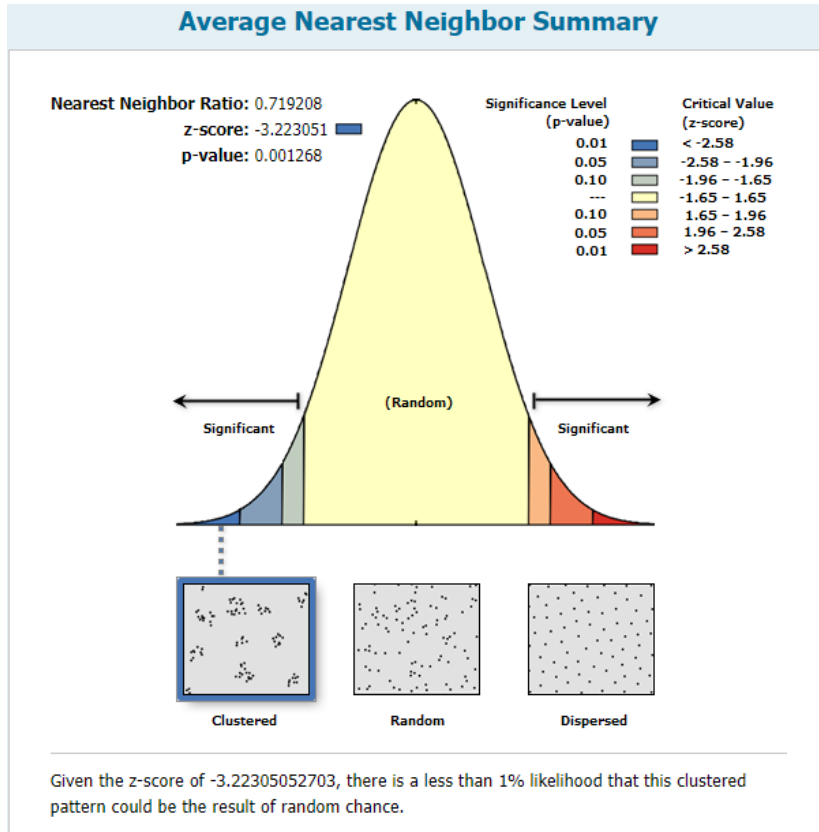 Average Nearest Neighbor Summary
Nearest Neighbor Ratio: 0.719208
z-score: -3.223051
p-value: 0.001268
Significance Level Critical Value
(p-value) (z-score)
0.01 < -2.58
0.05 -2.58 – -1.96
0.10 -1.96 – -1.65
--- -1.65 – 1.65
0.10 1.65 – 1.96
0.05 1.96 – 2.58
0.01 > 2.58
(Random)
Significant Significant
Clustered Random Dispersed
Given the z-score of -3.22305052703, there is a less than 1% likelihood that this clustered
pattern could be the result of random chance.